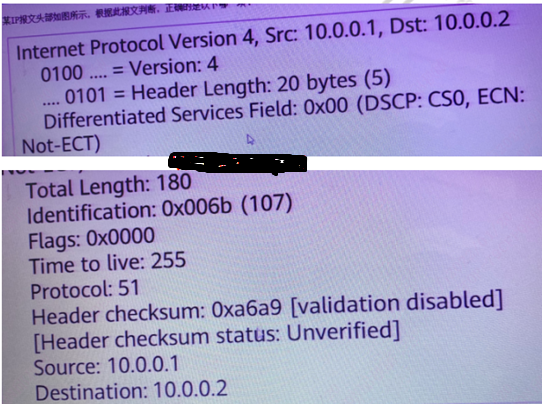 某IP报文头部如图所示，根据此报文判断，正确的是以下哪
Internet Protocol Version 4, Src: 10.0.0.1, Dst: 10.0.0.2
0100 .... = Version: 4
.... 0101 = Header Length: 20 bytes (5)
Differentiated Services Field: 0x00 (DSCP: CS0, ECN:
Not-ECT)
Total Length: 180
Identification: 0x006b (107)
Flags: 0x0000
Time to live: 255
Protocol: 51
Header checksum: 0xa6a9 [validation disabled]
[Header checksum status: Unverified]
Source: 10.0.0.1
Destination: 10.0.0.2